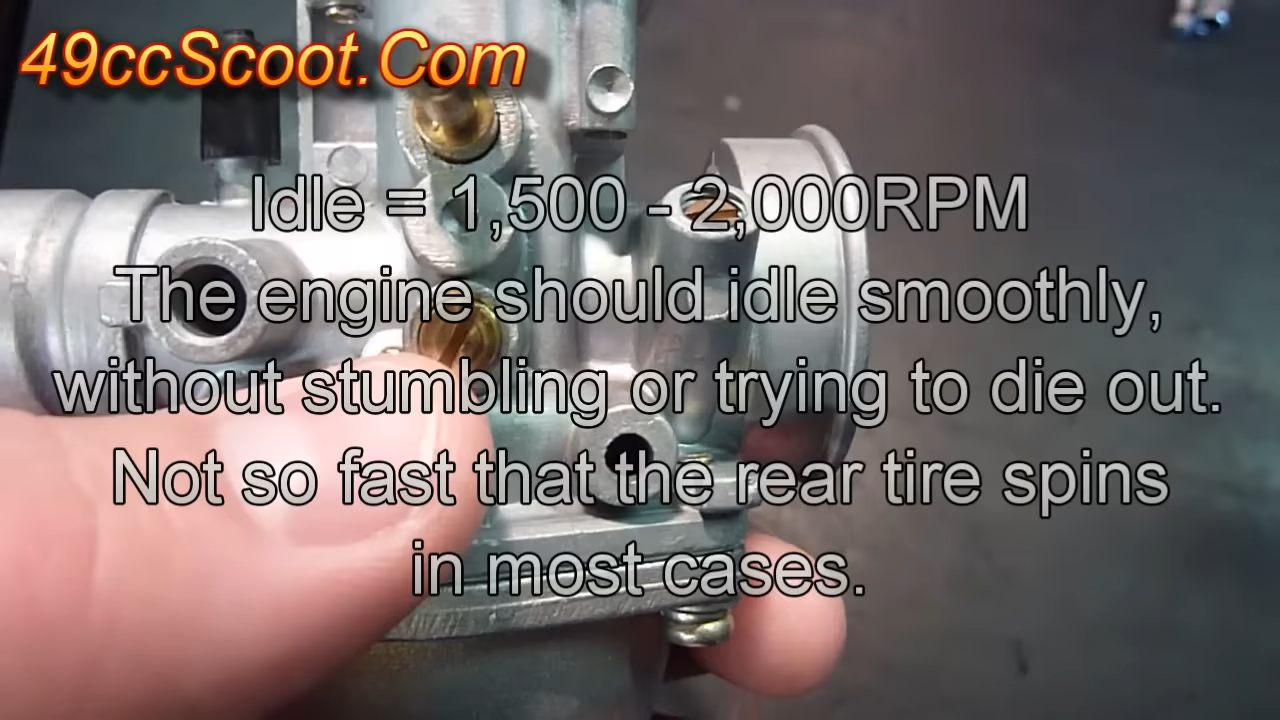 49ccScoot.Com
Idle = 1,500 - 2,000RPM
The engine should idle smoothly,
without stumbling or trying to die out.
Not so fast that the rear tire spins
in most cases.